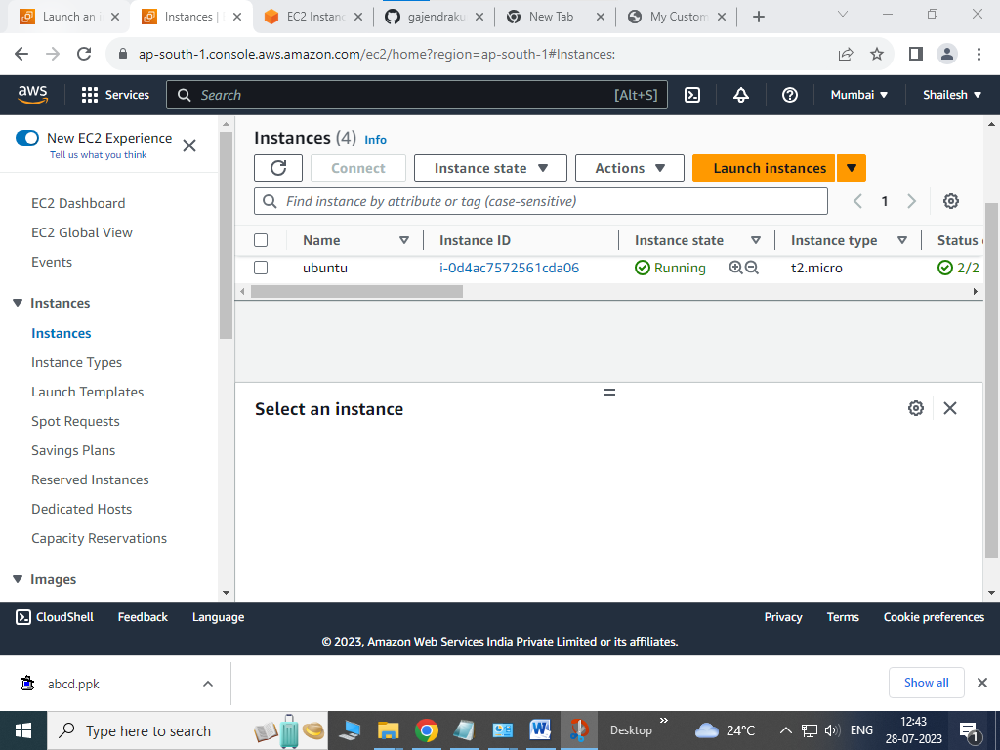 Launch an i
Instances |
EC2 Instanc
gajendraku
New Tab
My Custom
ap-south-1.console.aws.amazon.com/ec2/home?region=ap-south-1#Instances:
aws
Services
Search
[Alt+S]
Mumbai
Shailesh
New EC2 Experience
Tell us what you think
EC2 Dashboard
EC2 Global View
Events
Instances
Instances
Instance Types
Launch Templates
Spot Requests
Savings Plans
Reserved Instances
Dedicated Hosts
Capacity Reservations
Images
Instances (4) Info
Connect
Instance state
Actions
Launch instances
Find instance by attribute or tag (case-sensitive)
1
Name
Instance ID
Instance state
Instance type
Status
ubuntu
i-0d4ac7572561cda06
Running
t2.micro
2/2
Select an instance
CloudShell
Feedback
Language
Privacy
Terms
Cookie preferences
© 2023, Amazon Web Services India Private Limited or its affiliates.
abcd.ppk
Show all
Type here to search
Desktop
24°C
ENG
12:43
28-07-2023
1